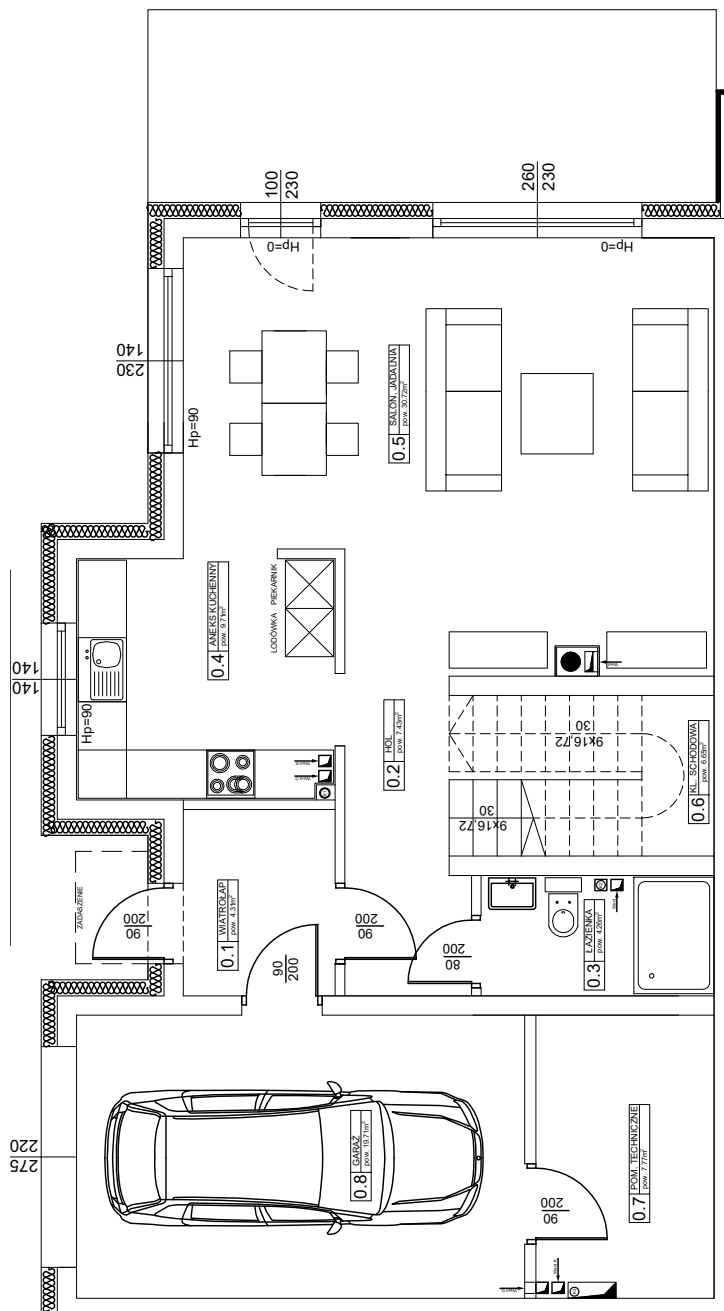 100
230
260
230
Hp=0
Hp=0
140
230
Hp=90
0.5
SALON, JADALNIA
pow. 30.72m²
140
140
Hp=90
0.4
ANEKS KUCHENNY
pow. 9.71m²
LODÓWKA PIEKARNIK
0.2
HOL
pow. 7.43m²
9x16,72
30
9x16,72
30
0.6
KL. SCHODOWA
pow. 6.65m²
ZADASZENIE
90
200
0.1
WIATROŁAP
pow. 4.31m²
90
200
90
200
80
200
0.3
ŁAZIENKA
pow. 4.26m²
220
275
0.8
GARAŻ
pow. 19.71m²
90
200
0.7
POM. TECHNICZNE
pow. 7.77m²